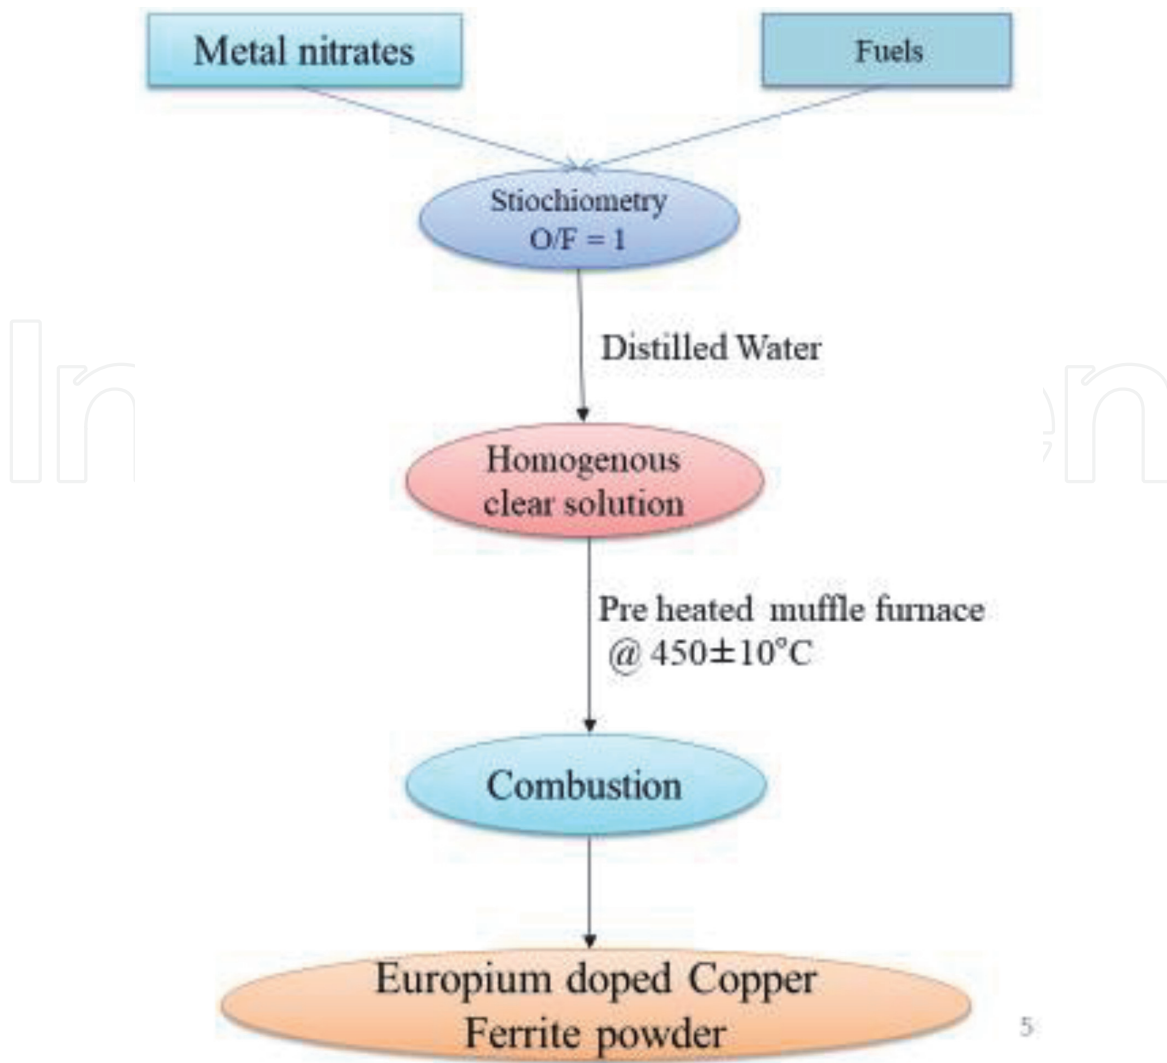 Metal nitrates
Fuels
Stiochiometry
O/F = 1
Distilled Water
Homogenous
clear solution
Pre heated muffle furnace
@ 450±10°C
Combustion
Europium doped Copper
Ferrite powder
5